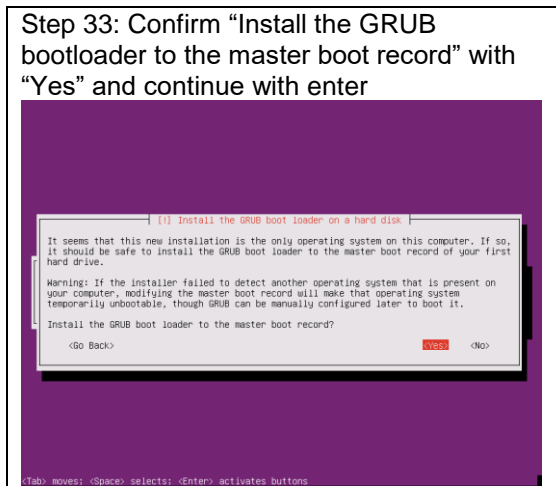 Step 33: Confirm “Install the GRUB
bootloader to the master boot record” with
“Yes” and continue with enter
[!] Install the GRUB boot loader on a hard disk
It seems that this new installation is the only operating system on this computer. If so,
it should be safe to install the GRUB boot loader to the master boot record of your first
hard drive.
Warning: If the installer failed to detect another operating system that is present on
your computer, modifying the master boot record will make that operating system
temporarily unbootable, though GRUB can be manually configured later to boot it.
Install the GRUB boot loader to the master boot record?
<Go Back> <Yes> <No>
<Tab> moves; <Space> selects; <Enter> activates buttons